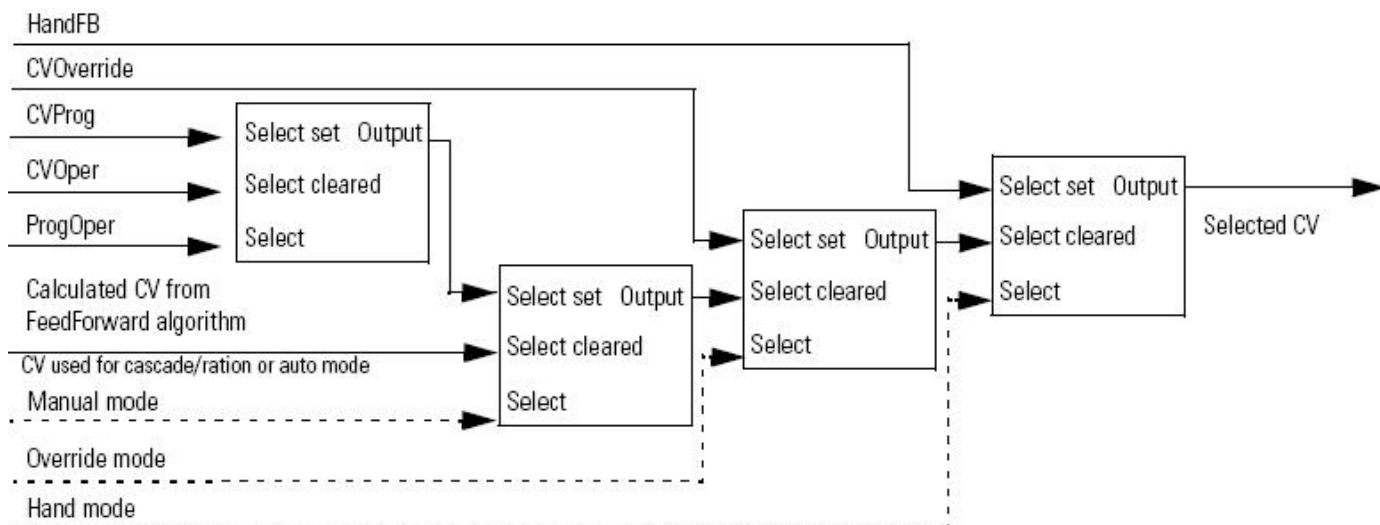 HandFB
CVOverride
CVProg
CVOper
ProgOper
Select set Output
Select cleared
Select
Calculated CV from
FeedForward algorithm
CV used for cascade/ration or auto mode
Manual mode
Override mode
Hand mode
Select set Output
Select cleared
Select
Select set Output
Select cleared
Select
Select set Output
Select cleared
Select
Selected CV